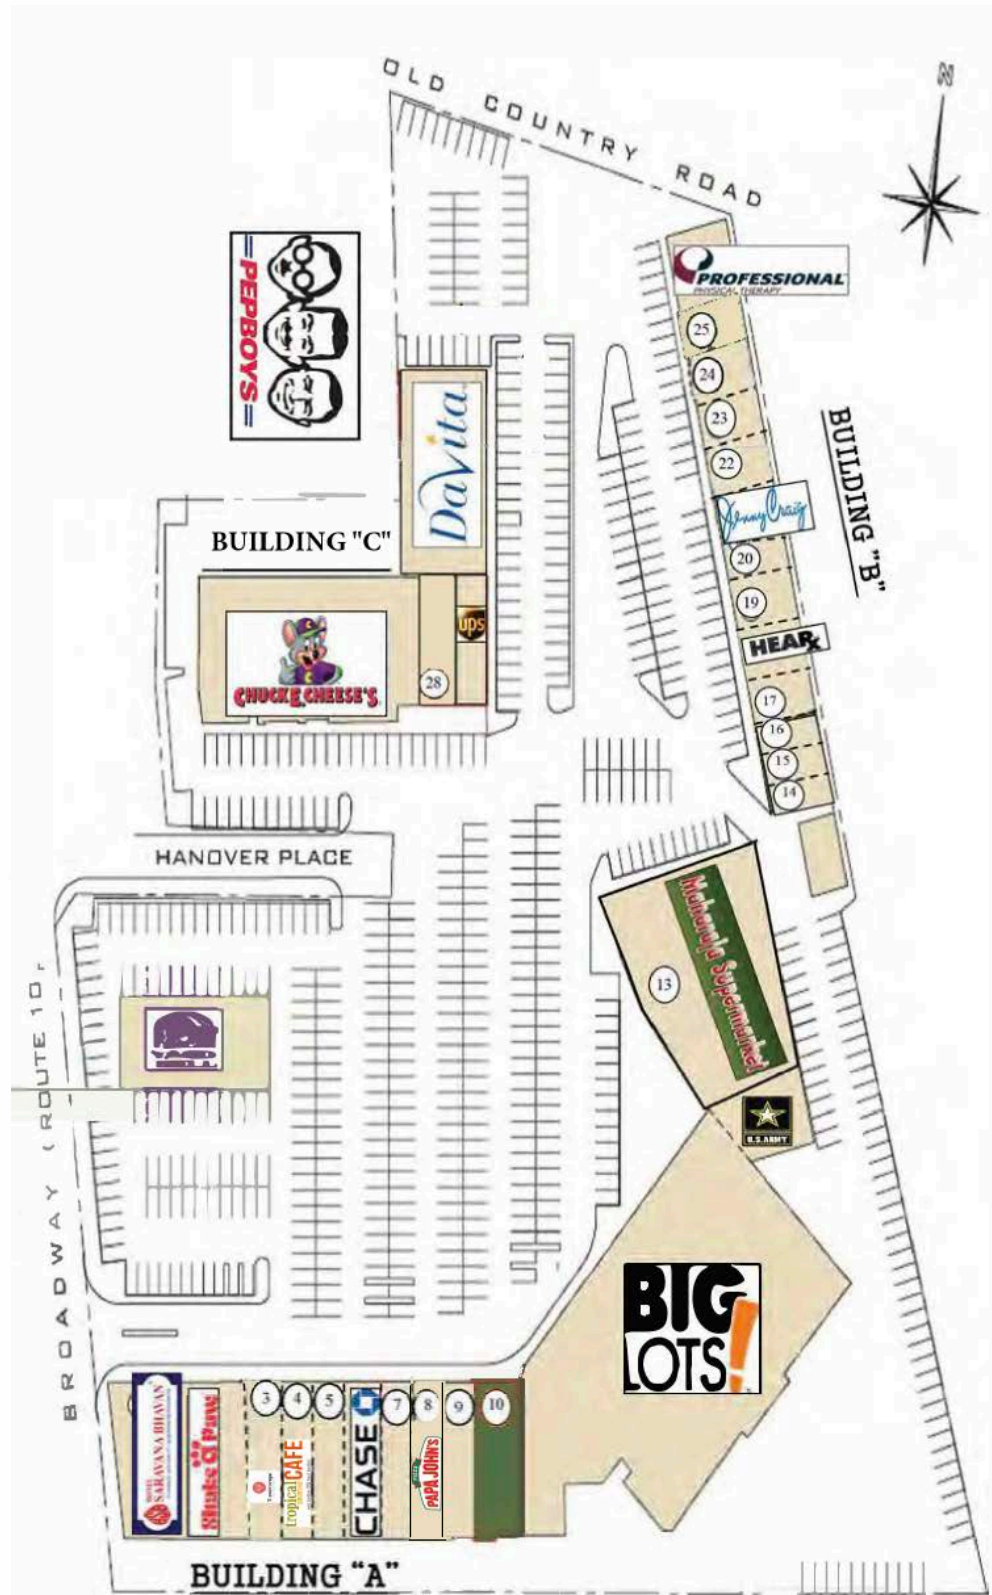 OLD COUNTRY ROAD
N
PROFESSIONAL
PHYSICAL THERAPY
PEPBOYS
25
24
23
22
DaVita
BUILDING "B"
Jenny Craig
BUILDING "C"
20
19
ups
HEARx
CHUCK E. CHEESE'S
28
17
16
15
14
HANOVER PLACE
Maharaja Supermarket
13
U.S. ARMY
BROADWAY (ROUTE 10
BIG
LOTS!
HOTEL
SARAVANA BHAVAN
Shake A Paw
3
4
5
CHASE
7
8
9
10
tropical
CAFE
PAPA JOHN'S
BUILDING "A"